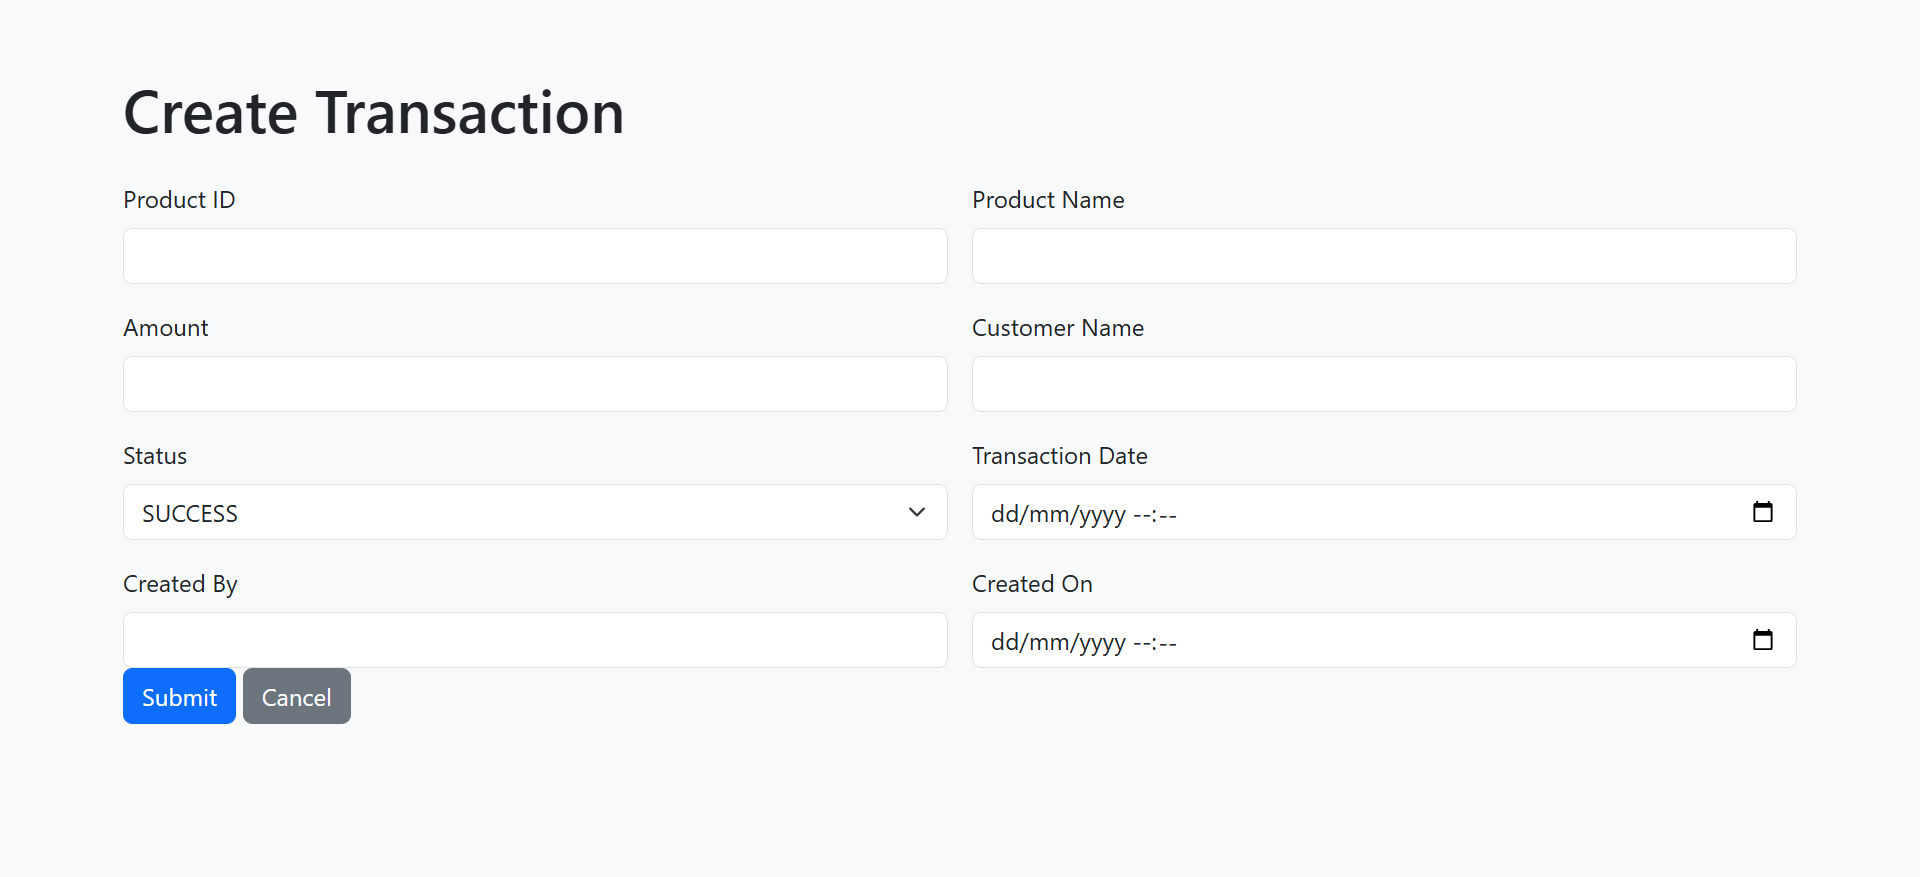 Create Transaction
Product ID
Product Name
Amount
Customer Name
Status
Transaction Date
SUCCESS
dd/mm/yyyy --:--
Created By
Created On
dd/mm/yyyy --:--
Submit
Cancel